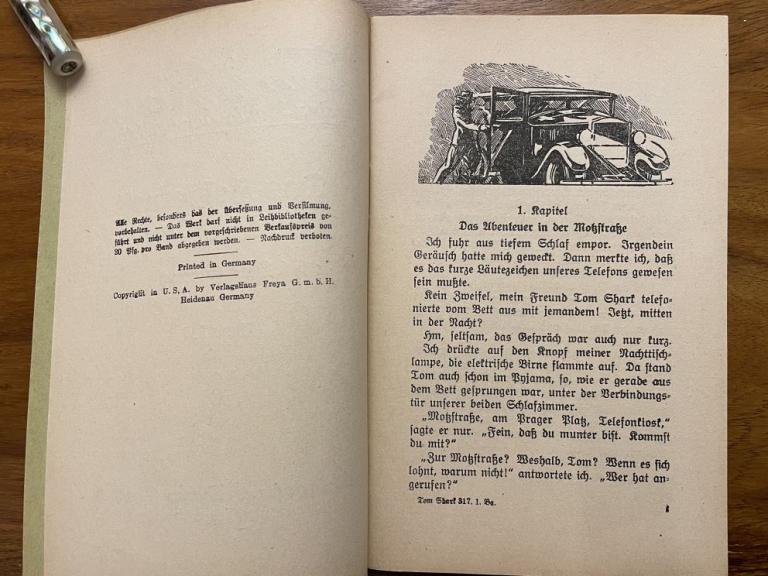 Alle Rechte, besonders das der Übersetzung und Verfilmung,
vorbehalten. — Das Werk darf nicht in Leihbibliotheken ge-
führt und nicht unter dem vorgeschriebenen Verkaufspreis von
20 Pfg. pro Band abgegeben werden. — Nachdruck verboten.
Printed in Germany
Copyright in U. S. A. by Verlagshaus Freya G. m. b. H.
Heidenau Germany
1. Kapitel
Das Abenteuer in der Motzstraße
Ich fuhr aus tiefem Schlaf empor. Irgendein
Geräusch hatte mich geweckt. Dann merkte ich, daß
es das kurze Läutezeichen unseres Telefons gewesen
sein mußte.
Kein Zweifel, mein Freund Tom Shark telefo-
nierte vom Bett aus mit jemandem! Jetzt, mitten
in der Nacht?
Hm, seltsam, das Gespräch war auch nur kurz.
Ich drückte auf den Knopf meiner Nachttisch-
lampe, die elektrische Birne flammte auf. Da stand
Tom auch schon im Pyjama, so, wie er gerade aus
dem Bett gesprungen war, unter der Verbindungs-
tür unserer beiden Schlafzimmer.
„Motzstraße, am Prager Platz, Telefonkiosk,“
sagte er nur. „Fein, daß du munter bist. Kommst
du mit?“
„Zur Motzstraße? Weshalb, Tom? Wenn es sich
lohnt, warum nicht!“ antwortete ich. „Wer hat an-
gerufen?“
Tom Shark 317. 1. Bg.
1